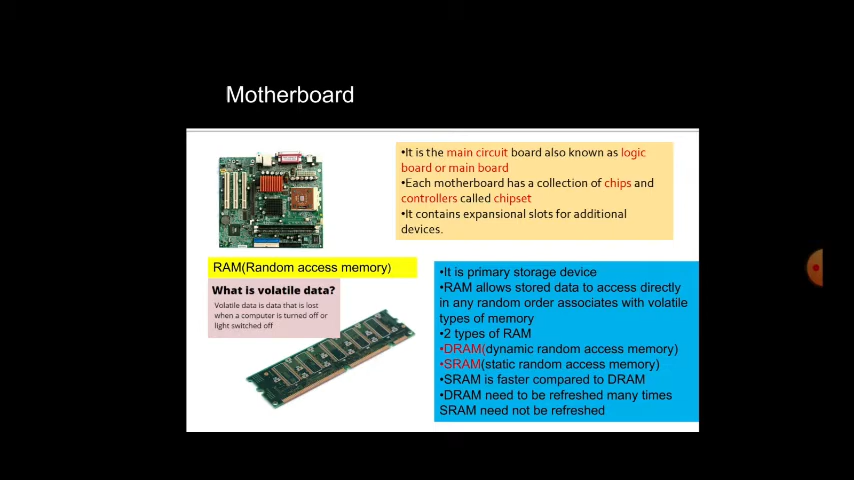 Motherboard
•It is the main circuit board also known as logic
board or main board
•Each motherboard has a collection of chips and
controllers called chipset
•It contains expansional slots for additional
devices.
RAM(Random access memory)
What is volatile data?
Volatile data is data that is lost
when a computer is turned off or
light switched off
•It is primary storage device
•RAM allows stored data to access directly
in any random order associates with volatile
types of memory
•2 types of RAM
•DRAM(dynamic random access memory)
•SRAM(static random access memory)
•SRAM is faster compared to DRAM
•DRAM need to be refreshed many times
SRAM need not be refreshed